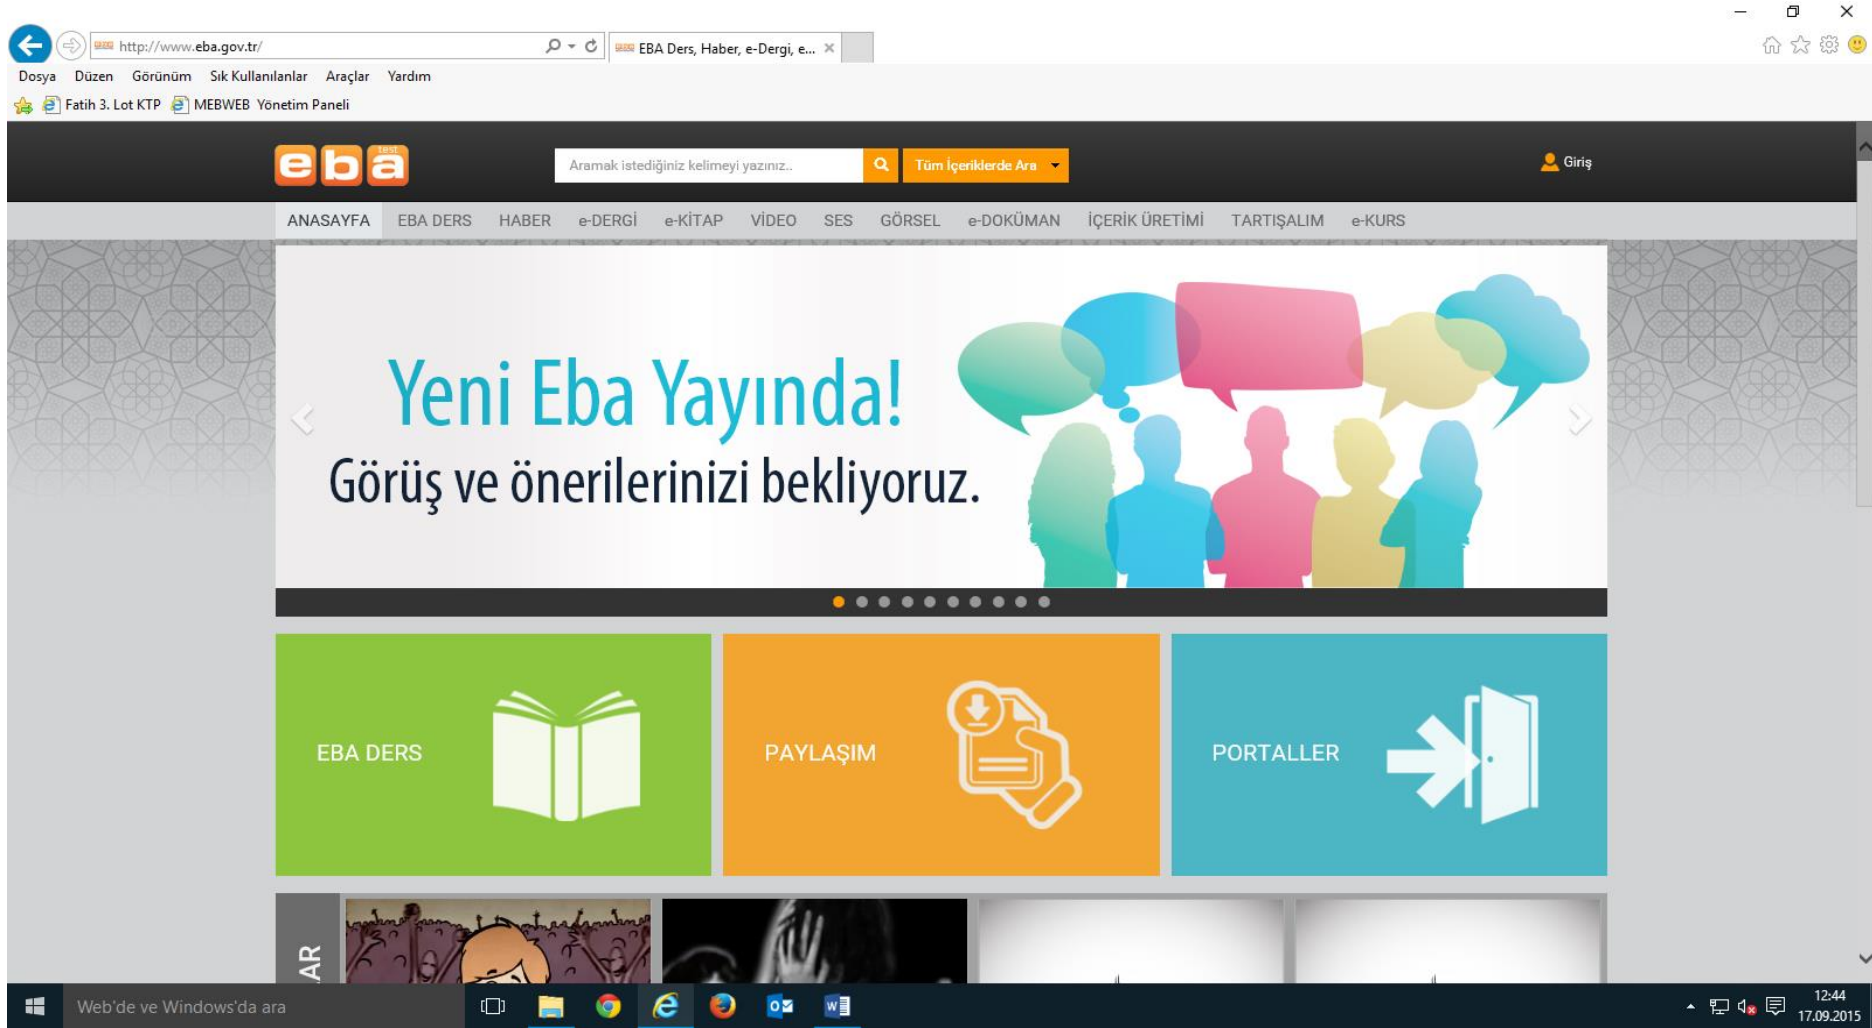 http://www.eba.gov.tr/
EBA Ders, Haber, e-Dergi, e...
Dosya Düzen Görünüm Sık Kullanılanlar Araçlar Yardım
Fatih 3. Lot KTP MEBWEB Yönetim Paneli
eba test
Aramak istediğiniz kelimeyi yazınız..
Tüm İçeriklerde Ara
Giriş
ANASAYFA EBA DERS HABER e-DERGİ e-KİTAP VİDEO SES GÖRSEL e-DOKÜMAN İÇERİK ÜRETİMİ TARTIŞALIM e-KURS
Yeni Eba Yayında!
Görüş ve önerilerinizi bekliyoruz.
EBA DERS
PAYLAŞIM
PORTALLER
AR
Web'de ve Windows'da ara
12:44
17.09.2015